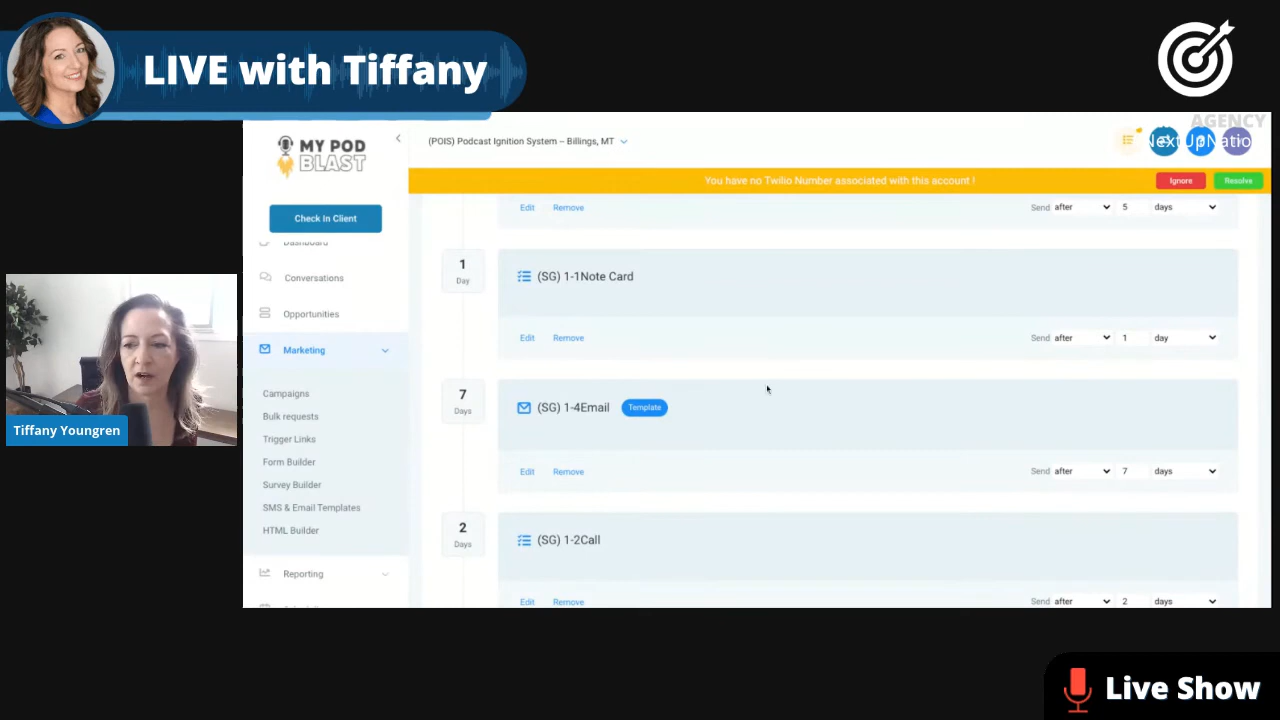 LIVE with Tiffany
AGENCY
MY POD
BLAST
(POIS) Podcast Ignition System – Billings, MT
NextUpNatio
You have no Twilio Number associated with this account !
Ignore
Resolve
Check In Client
Dashboard
Conversations
Opportunities
Marketing
Campaigns
Bulk requests
Trigger Links
Form Builder
Survey Builder
SMS & Email Templates
HTML Builder
Reporting
Edit Remove Send after 5 days
1
Day
(SG) 1-1Note Card
Edit Remove Send after 1 day
7
Days
(SG) 1-4Email Template
Edit Remove Send after 7 days
2
Days
(SG) 1-2Call
Edit Remove Send after 2 days
Tiffany Youngren
Live Show